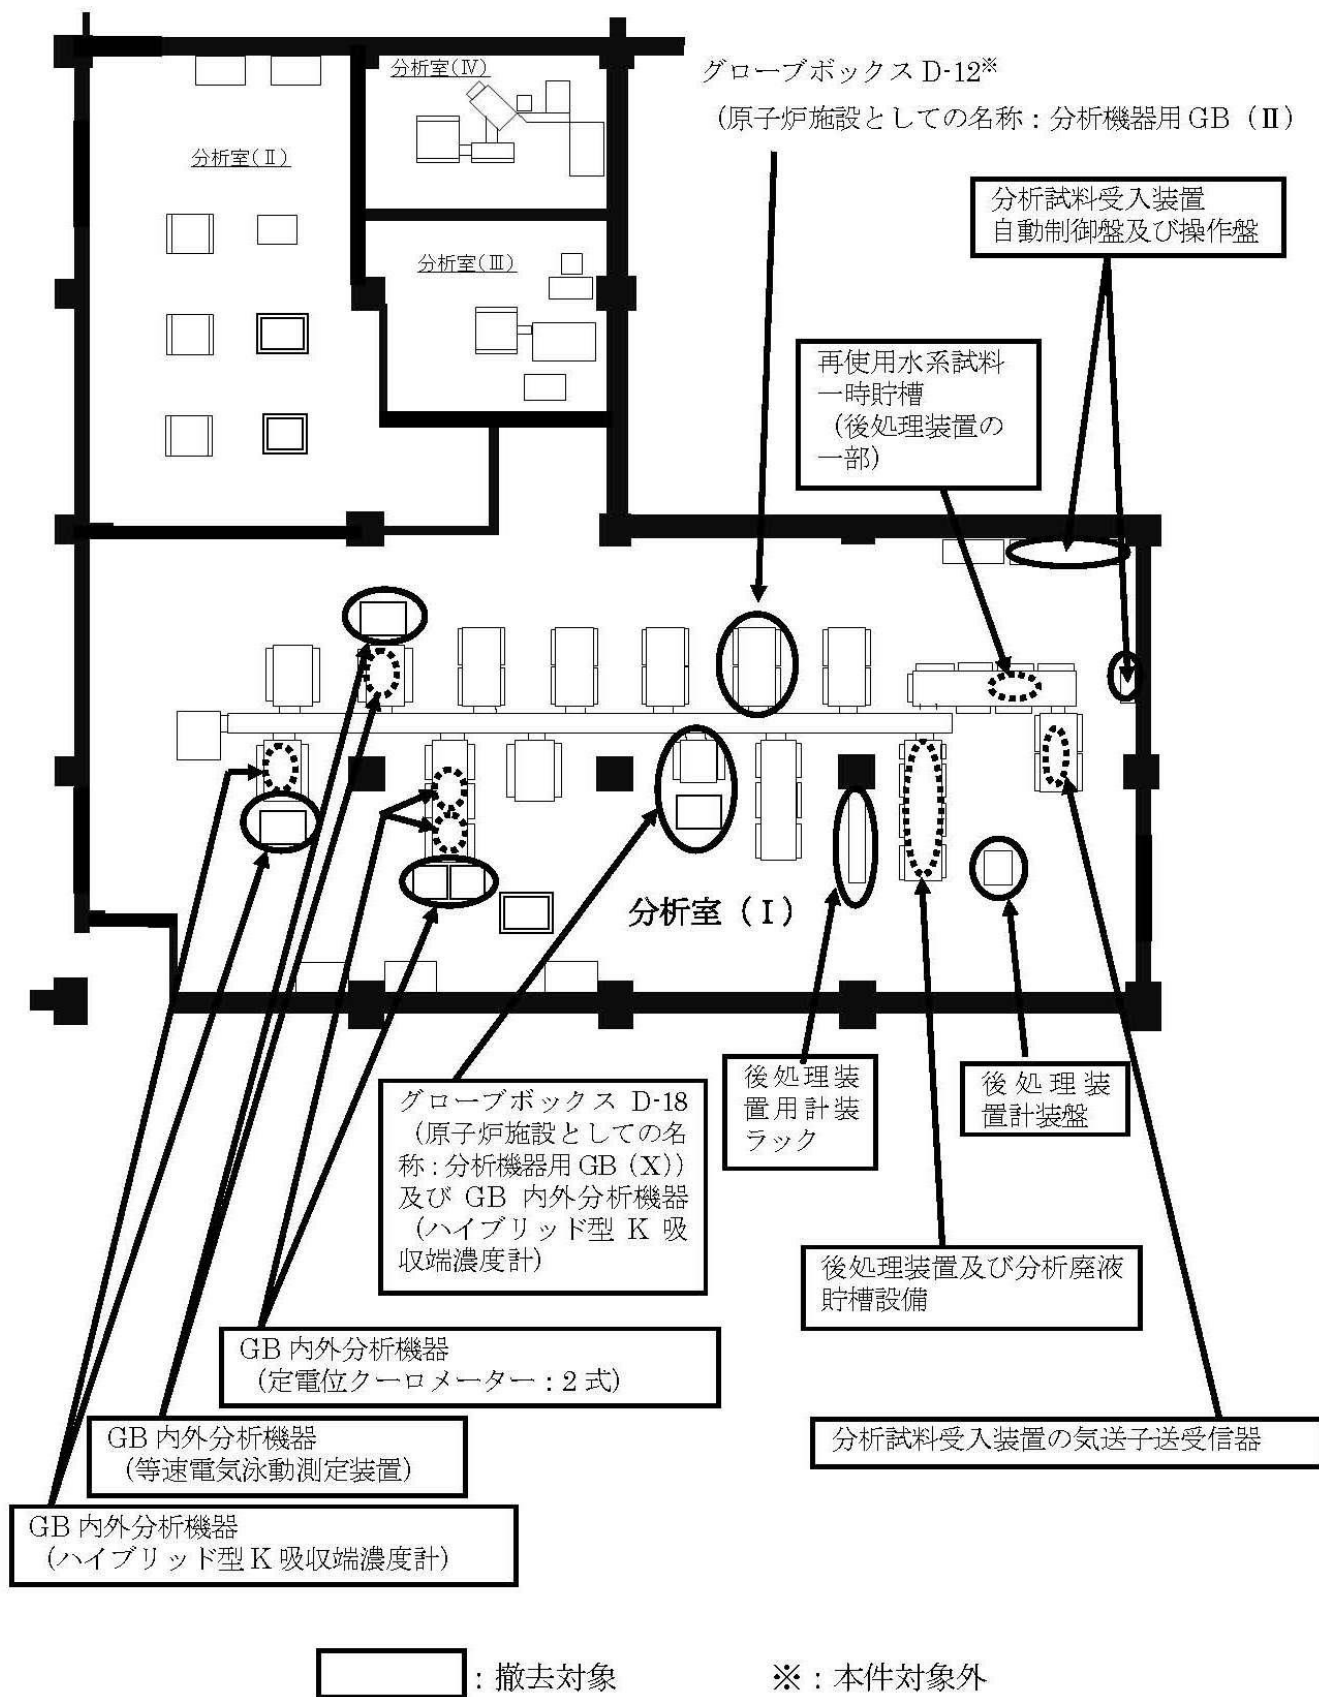 分析室(Ⅳ)
グローブボックス D-12※
(原子炉施設としての名称：分析機器用 GB（Ⅱ）
分析室(Ⅱ)
分析試料受入装置
自動制御盤及び操作盤
分析室(Ⅲ)
再使用水系試料
一時貯槽
（後処理装置の
一部）
分析室（Ⅰ）
グローブボックス D-18
（原子炉施設としての名
称：分析機器用 GB（X））
及び GB 内外分析機器
（ハイブリッド型 K 吸
収端濃度計）
後処理装
置用計装
ラック
後処理装
置計装盤
後処理装置及び分析廃液
貯槽設備
GB 内外分析機器
（定電位クーロメーター：2 式）
分析試料受入装置の気送子送受信器
GB 内外分析機器
（等速電気泳動測定装置）
GB 内外分析機器
（ハイブリッド型 K 吸収端濃度計）
：撤去対象
※：本件対象外